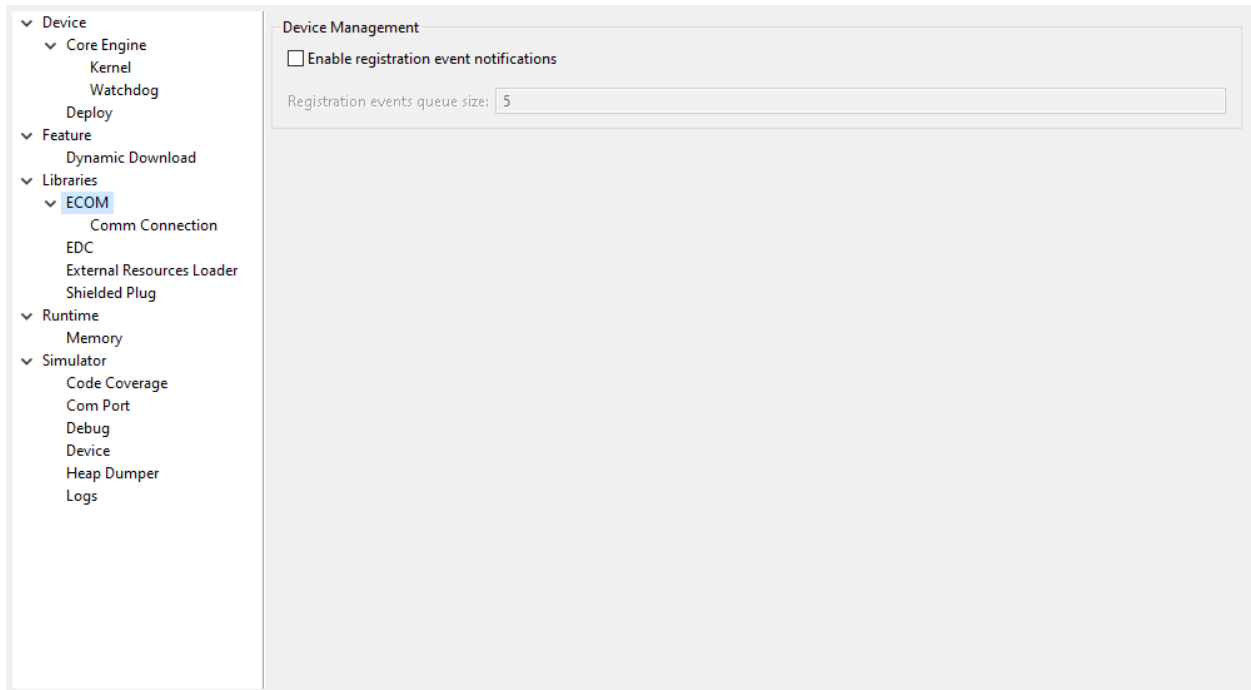 Device
Core Engine
Kernel
Watchdog
Deploy
Feature
Dynamic Download
Libraries
ECOM
Comm Connection
EDC
External Resources Loader
Shielded Plug
Runtime
Memory
Simulator
Code Coverage
Com Port
Debug
Device
Heap Dumper
Logs
Device Management
Enable registration event notifications
Registration events queue size: 5